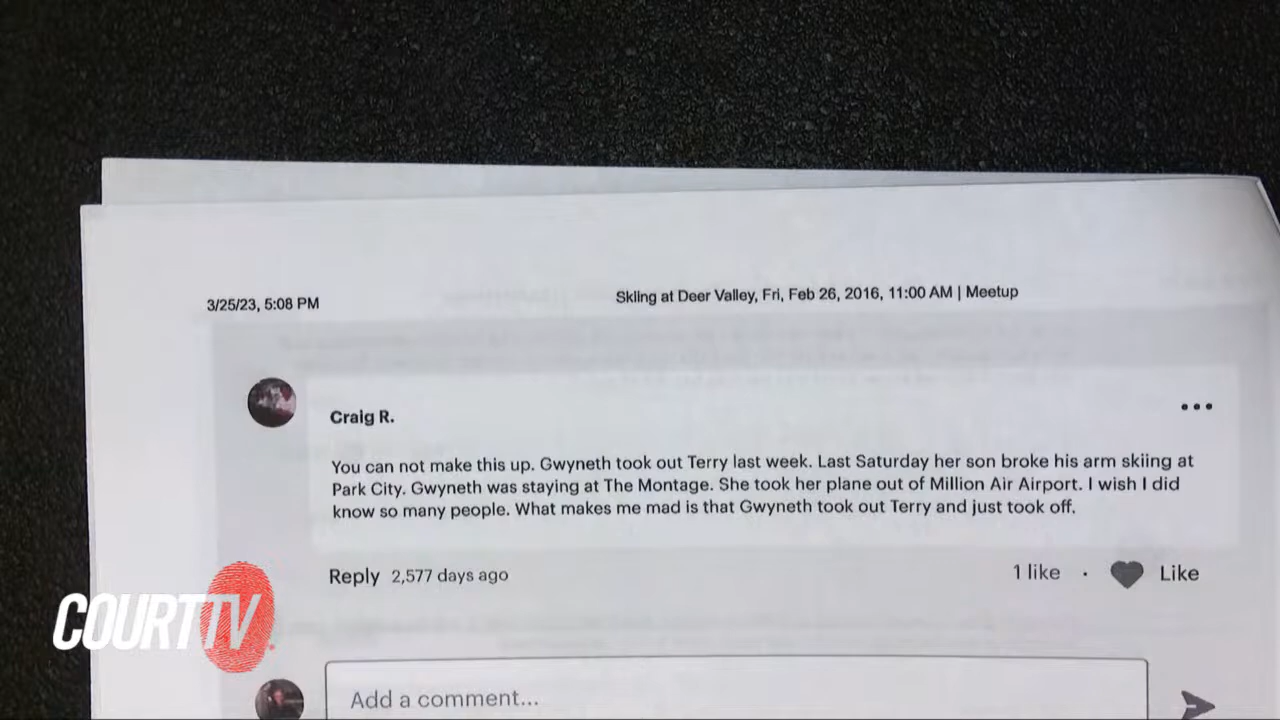 3/25/23, 5:08 PM
Skiing at Deer Valley, Fri, Feb 26, 2016, 11:00 AM | Meetup
Craig R.
You can not make this up. Gwyneth took out Terry last week. Last Saturday her son broke his arm skiing at
Park City. Gwyneth was staying at The Montage. She took her plane out of Million Air Airport. I wish I did
know so many people. What makes me mad is that Gwyneth took out Terry and just took off.
Reply 2,577 days ago
1 like · Like
COURT TV
Add a comment...